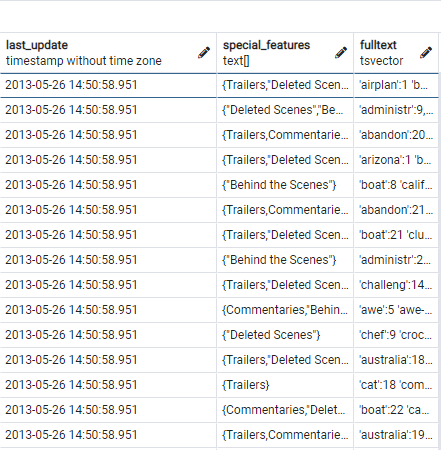 last_update special_features fulltext
timestamp without time zone text[] tsvector
2013-05-26 14:50:58.951 {Trailers,"Deleted Scen... 'airplan':1 'b...
2013-05-26 14:50:58.951 {"Deleted Scenes","Be... 'administr':9,...
2013-05-26 14:50:58.951 {Trailers,Commentarie... 'abandon':20...
2013-05-26 14:50:58.951 {Trailers,"Deleted Scen... 'arizona':1 'b...
2013-05-26 14:50:58.951 {"Behind the Scenes"} 'boat':8 'calif...
2013-05-26 14:50:58.951 {Trailers,Commentarie... 'abandon':21...
2013-05-26 14:50:58.951 {Trailers,"Deleted Scen... 'boat':21 'clu...
2013-05-26 14:50:58.951 {"Behind the Scenes"} 'administr':2...
2013-05-26 14:50:58.951 {Trailers,"Deleted Scen... 'challeng':14...
2013-05-26 14:50:58.951 {Commentaries,"Behin... 'awe':5 'awe-...
2013-05-26 14:50:58.951 {"Deleted Scenes"} 'chef':9 'croc...
2013-05-26 14:50:58.951 {Trailers,"Deleted Scen... 'australia':18...
2013-05-26 14:50:58.951 {Trailers} 'cat':18 'com...
2013-05-26 14:50:58.951 {Commentaries,"Delet... 'boat':22 'ca...
2013-05-26 14:50:58.951 {Trailers,Commentarie... 'australia':19...